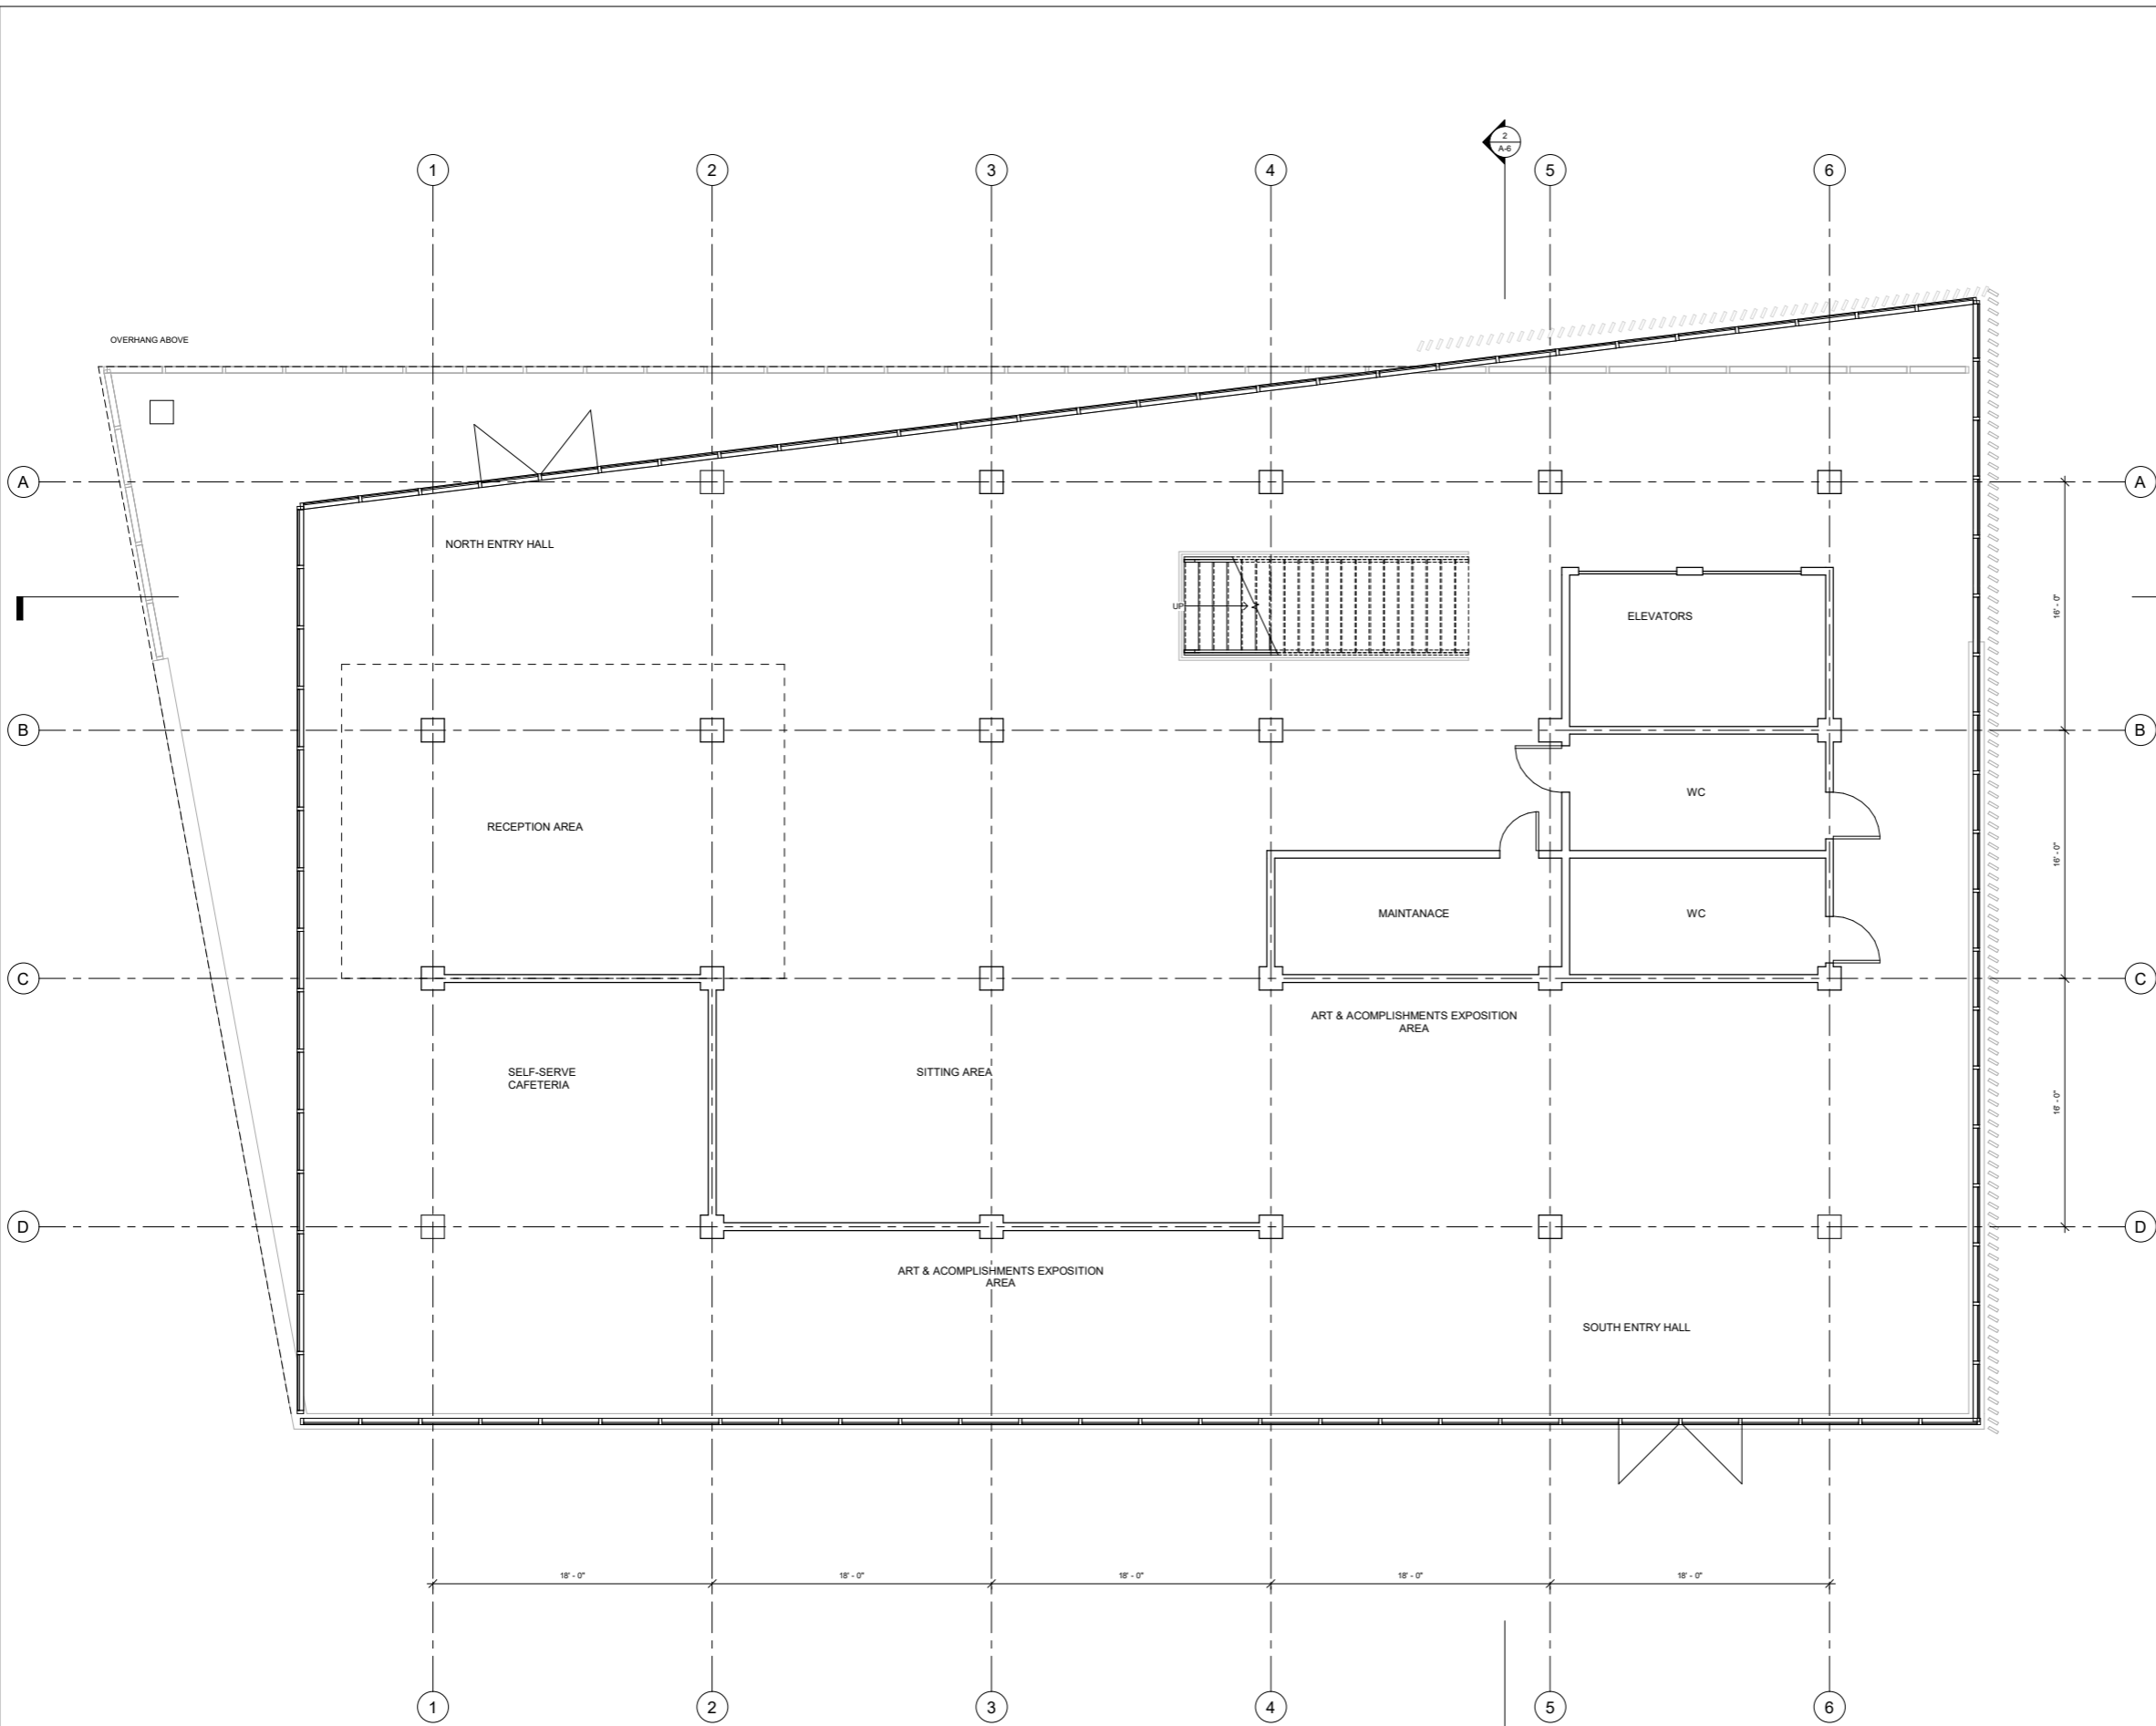 2
A-6
1 2 3 4 5 6
OVERHANG ABOVE
A A
NORTH ENTRY HALL
16' - 0"
UP
ELEVATORS
B B
WC
RECEPTION AREA
16' - 0"
MAINTANACE
WC
C C
ART & ACOMPLISHMENTS EXPOSITION
AREA
SELF-SERVE
CAFETERIA
SITTING AREA
16' - 0"
D D
ART & ACOMPLISHMENTS EXPOSITION
AREA
SOUTH ENTRY HALL
18' - 0" 18' - 0" 18' - 0" 18' - 0" 18' - 0"
1 2 3 4 5 6